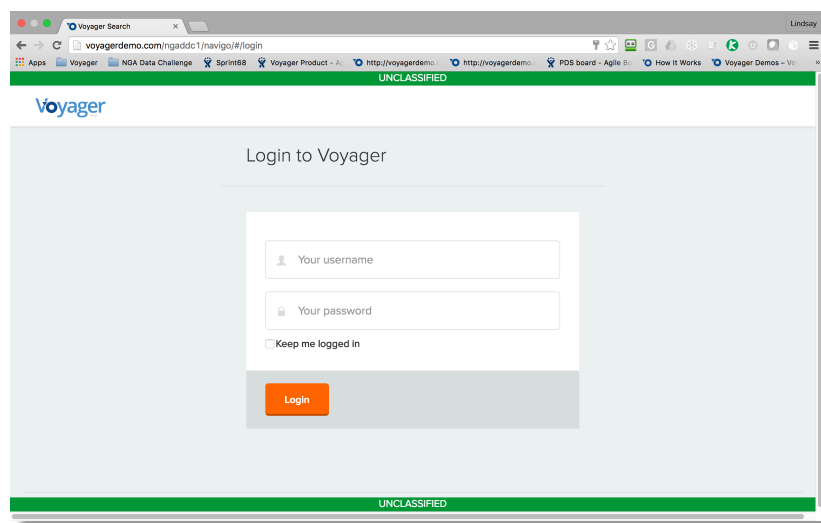 Voyager Search
Lindsay
voyagerdemo.com/ngaddc1/navigo/#/login
Apps Voyager NGA Data Challenge Sprint68 Voyager Product - Ag http://voyagerdemo.c http://voyagerdemo.c PDS board - Agile Bo How It Works Voyager Demos – Vo »
UNCLASSIFIED
Voyager
Login to Voyager
Your username
Your password
Keep me logged in
Login
UNCLASSIFIED